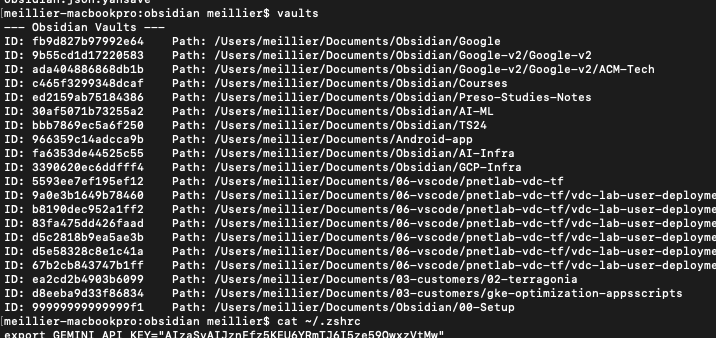 [meillier-macbookpro:obsidian meillier$ vaults
--- Obsidian Vaults ---
ID: fb9d827b97992e64 Path: /Users/meillier/Documents/Obsidian/Google
ID: 9b55cd1d17220583 Path: /Users/meillier/Documents/Obsidian/Google-v2/Google-v2
ID: ada404886868db1b Path: /Users/meillier/Documents/Obsidian/Google-v2/Google-v2/ACM-Tech
ID: c465f3299348dcaf Path: /Users/meillier/Documents/Obsidian/Courses
ID: ed2159ab75184386 Path: /Users/meillier/Documents/Obsidian/Preso-Studies-Notes
ID: 30af5071b73255a2 Path: /Users/meillier/Documents/Obsidian/AI-ML
ID: bbb7869ec5a6f250 Path: /Users/meillier/Documents/Obsidian/TS24
ID: 966359c14adcca9b Path: /Users/meillier/Documents/Android-app
ID: fa6353de44525c55 Path: /Users/meillier/Documents/Obsidian/AI-Infra
ID: 3390620ec6ddfff4 Path: /Users/meillier/Documents/Obsidian/GCP-Infra
ID: 5593ee7ef195ef12 Path: /Users/meillier/Documents/06-vscode/pnetlab-vdc-tf
ID: 9a0e3b1649b78460 Path: /Users/meillier/Documents/06-vscode/pnetlab-vdc-tf/vdc-lab-user-deployme
ID: b8190dec952a1ff2 Path: /Users/meillier/Documents/06-vscode/pnetlab-vdc-tf/vdc-lab-user-deployme
ID: 83fa475dd426faad Path: /Users/meillier/Documents/06-vscode/pnetlab-vdc-tf/vdc-lab-user-deployme
ID: d5c2818b9ea5ae3b Path: /Users/meillier/Documents/06-vscode/pnetlab-vdc-tf/vdc-lab-user-deployme
ID: d5e58328c8e1c41a Path: /Users/meillier/Documents/06-vscode/pnetlab-vdc-tf/vdc-lab-user-deployme
ID: 67b2cb843747b1ff Path: /Users/meillier/Documents/06-vscode/pnetlab-vdc-tf/vdc-lab-user-deployme
ID: ea2cd2b4903b6099 Path: /Users/meillier/Documents/03-customers/02-terragonia
ID: d8eeba9d33f86834 Path: /Users/meillier/Documents/03-customers/gke-optimization-appsscripts
ID: 99999999999999f1 Path: /Users/meillier/Documents/Obsidian/00-Setup
[meillier-macbookpro:obsidian meillier$ cat ~/.zshrc
export GEMINI_API_KEY=